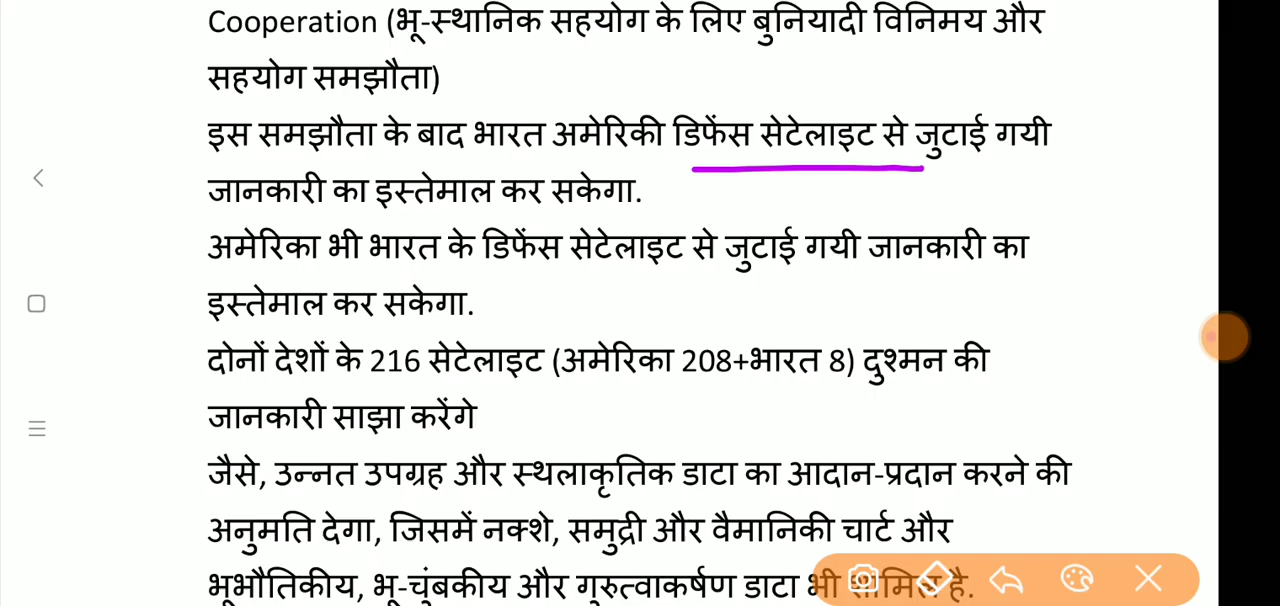 Cooperation (भू-स्थानिक सहयोग के लिए बुनियादी विनिमय और
सहयोग समझौता)
इस समझौता के बाद भारत अमेरिकी डिफेंस सेटेलाइट से जुटाई गयी
जानकारी का इस्तेमाल कर सकेगा.
अमेरिका भी भारत के डिफेंस सेटेलाइट से जुटाई गयी जानकारी का
इस्तेमाल कर सकेगा.
दोनों देशों के 216 सेटेलाइट (अमेरिका 208+भारत 8) दुश्मन की
जानकारी साझा करेंगे
जैसे, उन्नत उपग्रह और स्थलाकृतिक डाटा का आदान-प्रदान करने की
अनुमति देगा, जिसमें नक्शे, समुद्री और वैमानिकी चार्ट और
भूभौतिकीय, भू-चुंबकीय और गुरुत्वाकर्षण डाटा भी शामिल है.